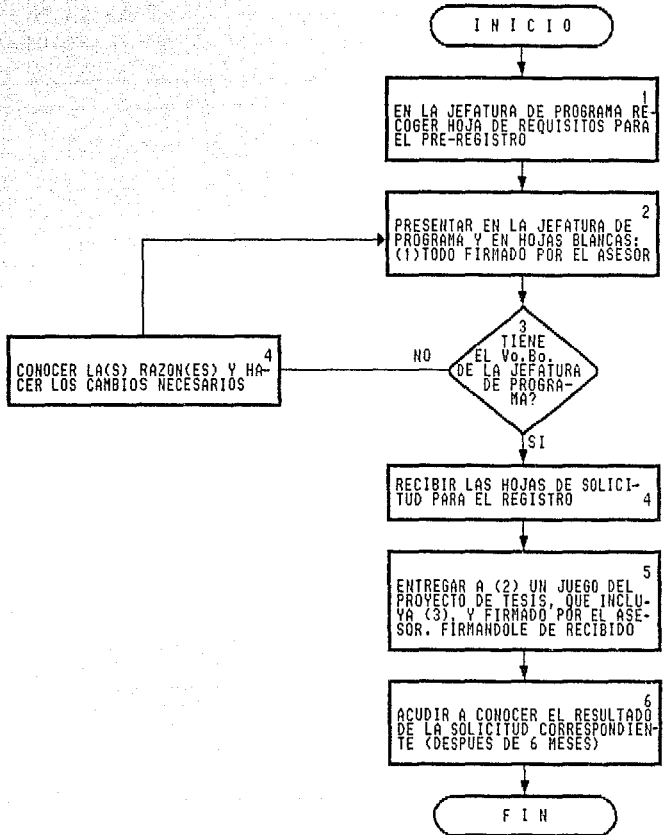 I N I C I O
1
EN LA JEFATURA DE PROGRAMA RE-
COGER HOJA DE REQUISITOS PARA
EL PRE-REGISTRO
2
PRESENTAR EN LA JEFATURA DE
PROGRAMA Y EN HOJAS BLANCAS:
(1)TODO FIRMADO POR EL ASESOR
3
TIENE
EL Vo.Bo.
DE LA JEFATURA
DE PROGRA-
MA?
NO
4
CONOCER LA(S) RAZON(ES) Y HA-
CER LOS CAMBIOS NECESARIOS
SI
RECIBIR LAS HOJAS DE SOLICI-
TUD PARA EL REGISTRO 4
5
ENTREGAR A (2) UN JUEGO DEL
PROYECTO DE TESIS, QUE INCLU-
YA (3), Y FIRMADO POR EL ASE-
SOR. FIRMANDOLE DE RECIBIDO
6
ACUDIR A CONOCER EL RESULTADO
DE LA SOLICITUD CORRESPONDIEN-
TE (DESPUES DE 6 MESES)
F I N